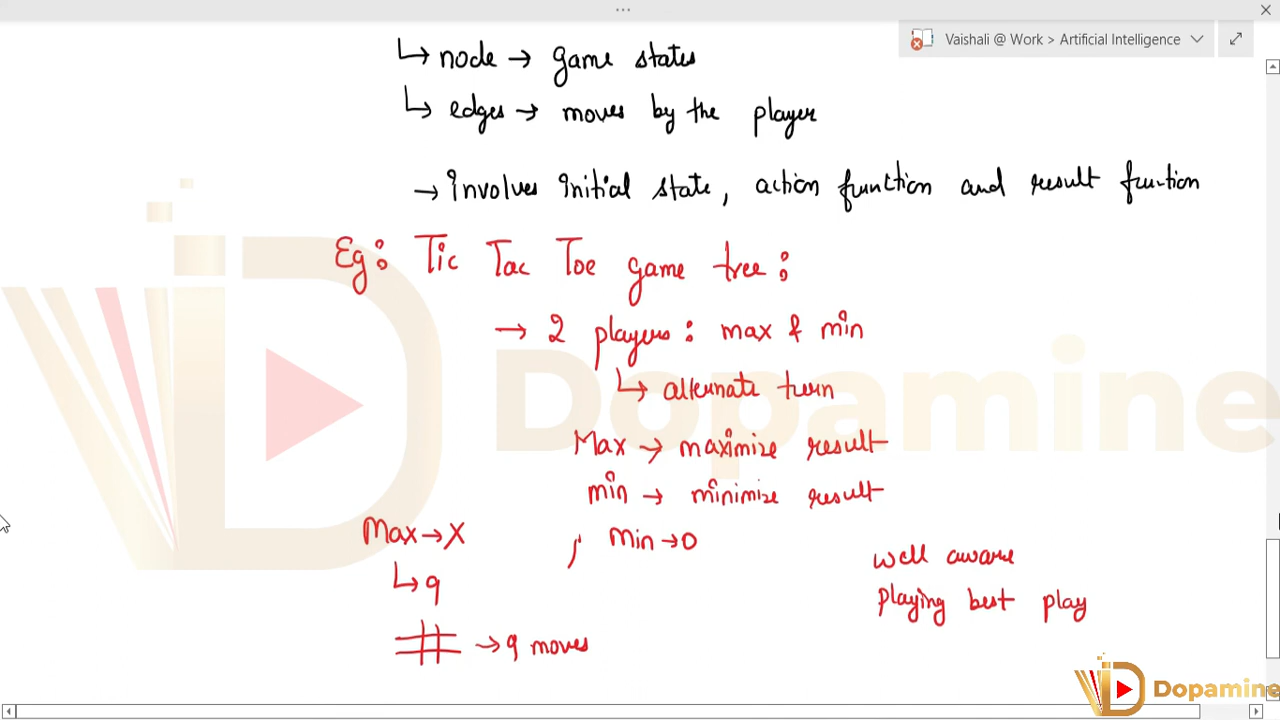 Vaishali @ Work > Artificial Intelligence
↳ node → game states
↳ edges → moves by the player
→ involves initial state, action function and result function
Eg: Tic Tac Toe game tree:
→ 2 players: max & min
↳ alternate turn
Max → maximize result
min → minimize result
Max → X , Min → O
↳ 9
→ 9 moves
well aware
playing best play
Dopamine
Dopamine